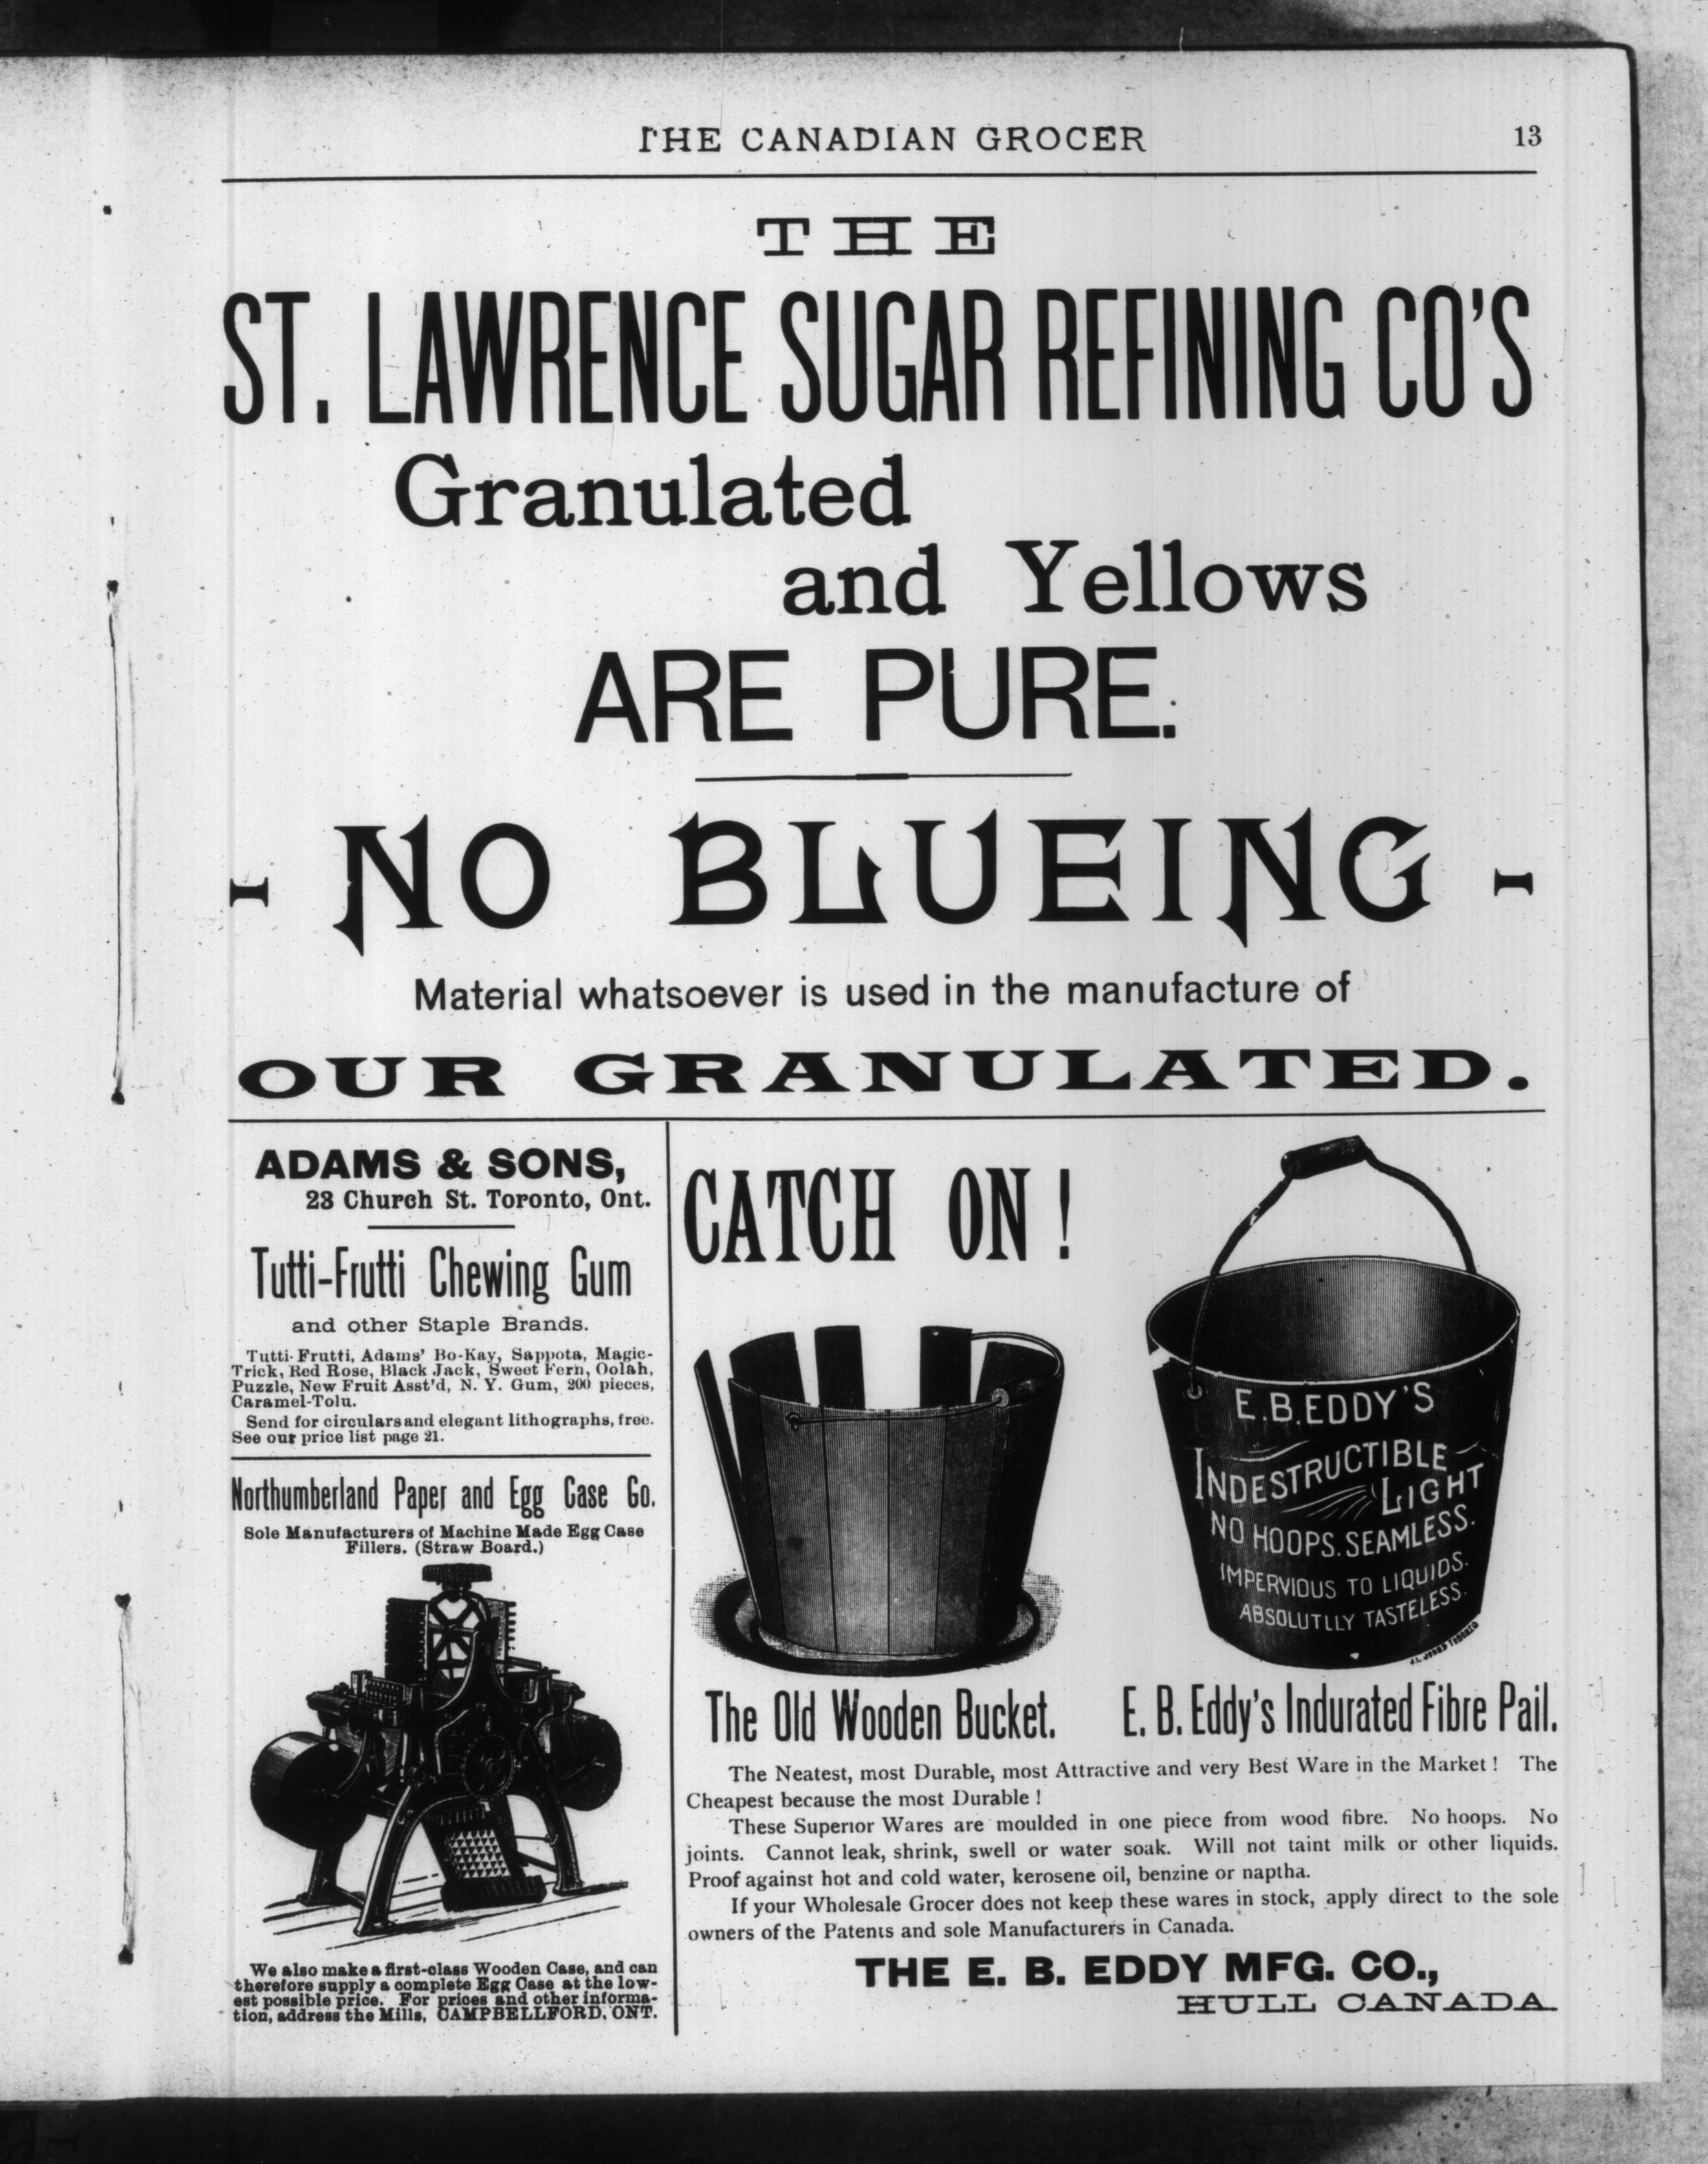 THE CANADIAN GROCER
13
THE
ST. LAWRENCE SUGAR REFINING CO'S
Granulated
and Yellows
ARE PURE.
- NO BLUEING -
Material whatsoever is used in the manufacture of
OUR GRANULATED.
ADAMS & SONS,
23 Church St. Toronto, Ont.
Tutti-Frutti Chewing Gum
and other Staple Brands.
Tutti-Frutti, Adams' Bo-Kay, Sappota, Magic-
Trick, Red Rose, Black Jack, Sweet Fern, Oolah,
Puzzle, New Fruit Asst'd, N. Y. Gum, 200 pieces,
Caramel-Tolu.
Send for circulars and elegant lithographs, free.
See our price list page 21.
Northumberland Paper and Egg Case Co.
Sole Manufacturers of Machine Made Egg Case
Fillers. (Straw Board.)
We also make a first-class Wooden Case, and can
therefore supply a complete Egg Case at the low-
est possible price. For prices and other informa-
tion, address the Mills, CAMPBELLFORD, ONT.
CATCH ON!
E.B.EDDY'S
INDESTRUCTIBLE
LIGHT
NO HOOPS. SEAMLESS.
IMPERVIOUS TO LIQUIDS.
ABSOLUTLLY TASTELESS.
J.L. JONES TORONTO
The Old Wooden Bucket.
E. B. Eddy's Indurated Fibre Pail.
The Neatest, most Durable, most Attractive and very Best Ware in the Market! The
Cheapest because the most Durable!
These Superior Wares are moulded in one piece from wood fibre. No hoops. No
joints. Cannot leak, shrink, swell or water soak. Will not taint milk or other liquids.
Proof against hot and cold water, kerosene oil, benzine or naptha.
If your Wholesale Grocer does not keep these wares in stock, apply direct to the sole
owners of the Patents and sole Manufacturers in Canada.
THE E. B. EDDY MFG. CO.,
HULL CANADA.